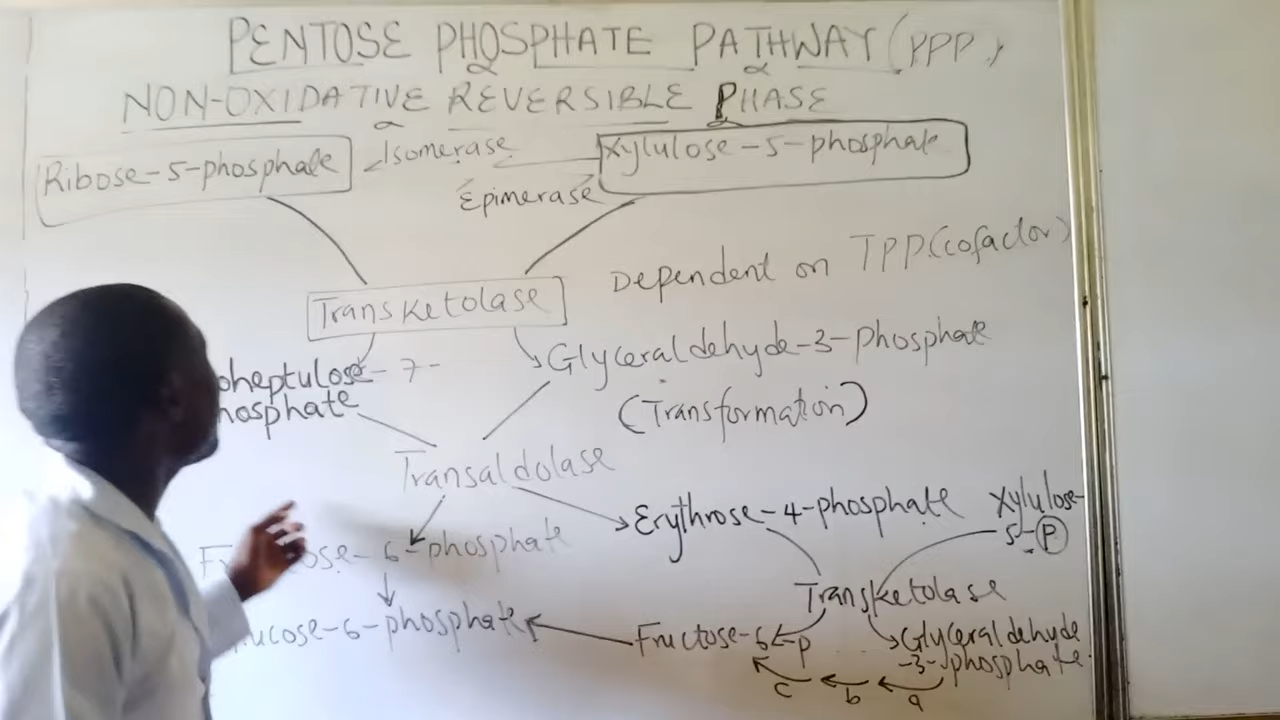 PENTOSE PHOSPHATE PATHWAY (PPP)
NON-OXIDATIVE REVERSIBLE PHASE
Ribose-5-phosphate Isomerase Xylulose-5-phosphate
Epimerase
Dependent on TPP (cofactor)
Transketolase
oheptulose-7- Glyceraldehyde-3-Phosphate
hosphate (Transformation)
Transaldolase
Erythrose-4-phosphate Xylulose-
5-P
Fr ose-6-phosphate
Transketolase
ucose-6-phosphate Fructose-6-p Glyceraldehyde
-3-phosphate
c b a